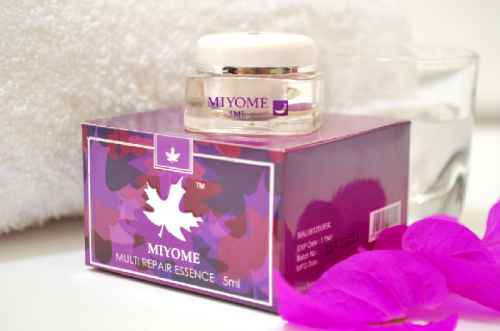 MIYOME
5ML
TM
MIYOME
MULTI REPAIR ESSENCE 5ml
EXP Date : 1 Year
Batch No :
MFG Date :